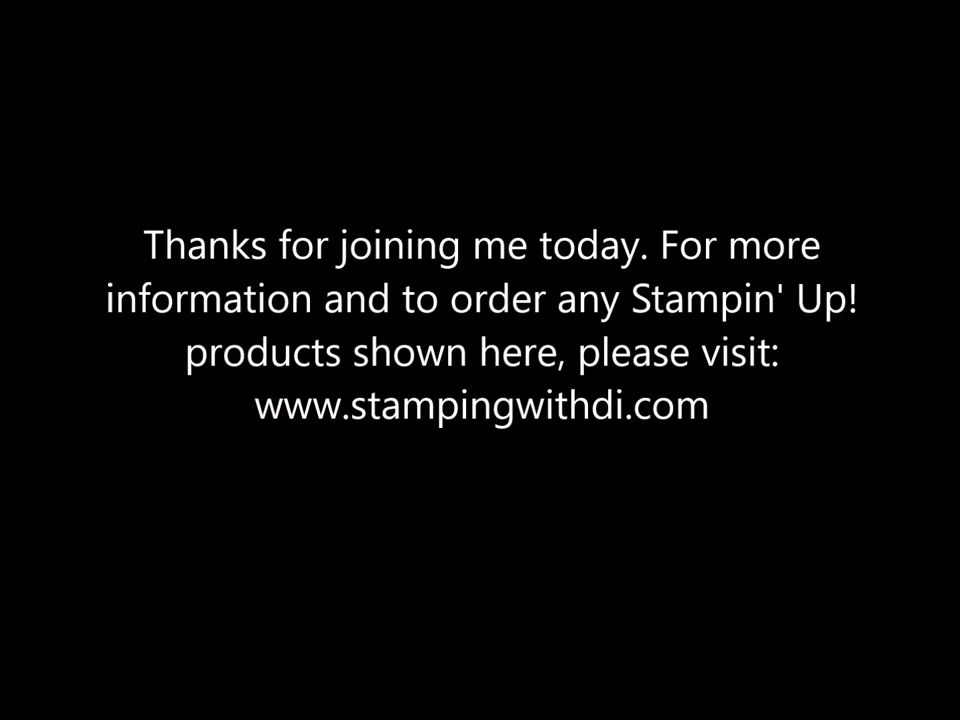 Thanks for joining me today. For more
information and to order any Stampin' Up!
products shown here, please visit:
www.stampingwithdi.com